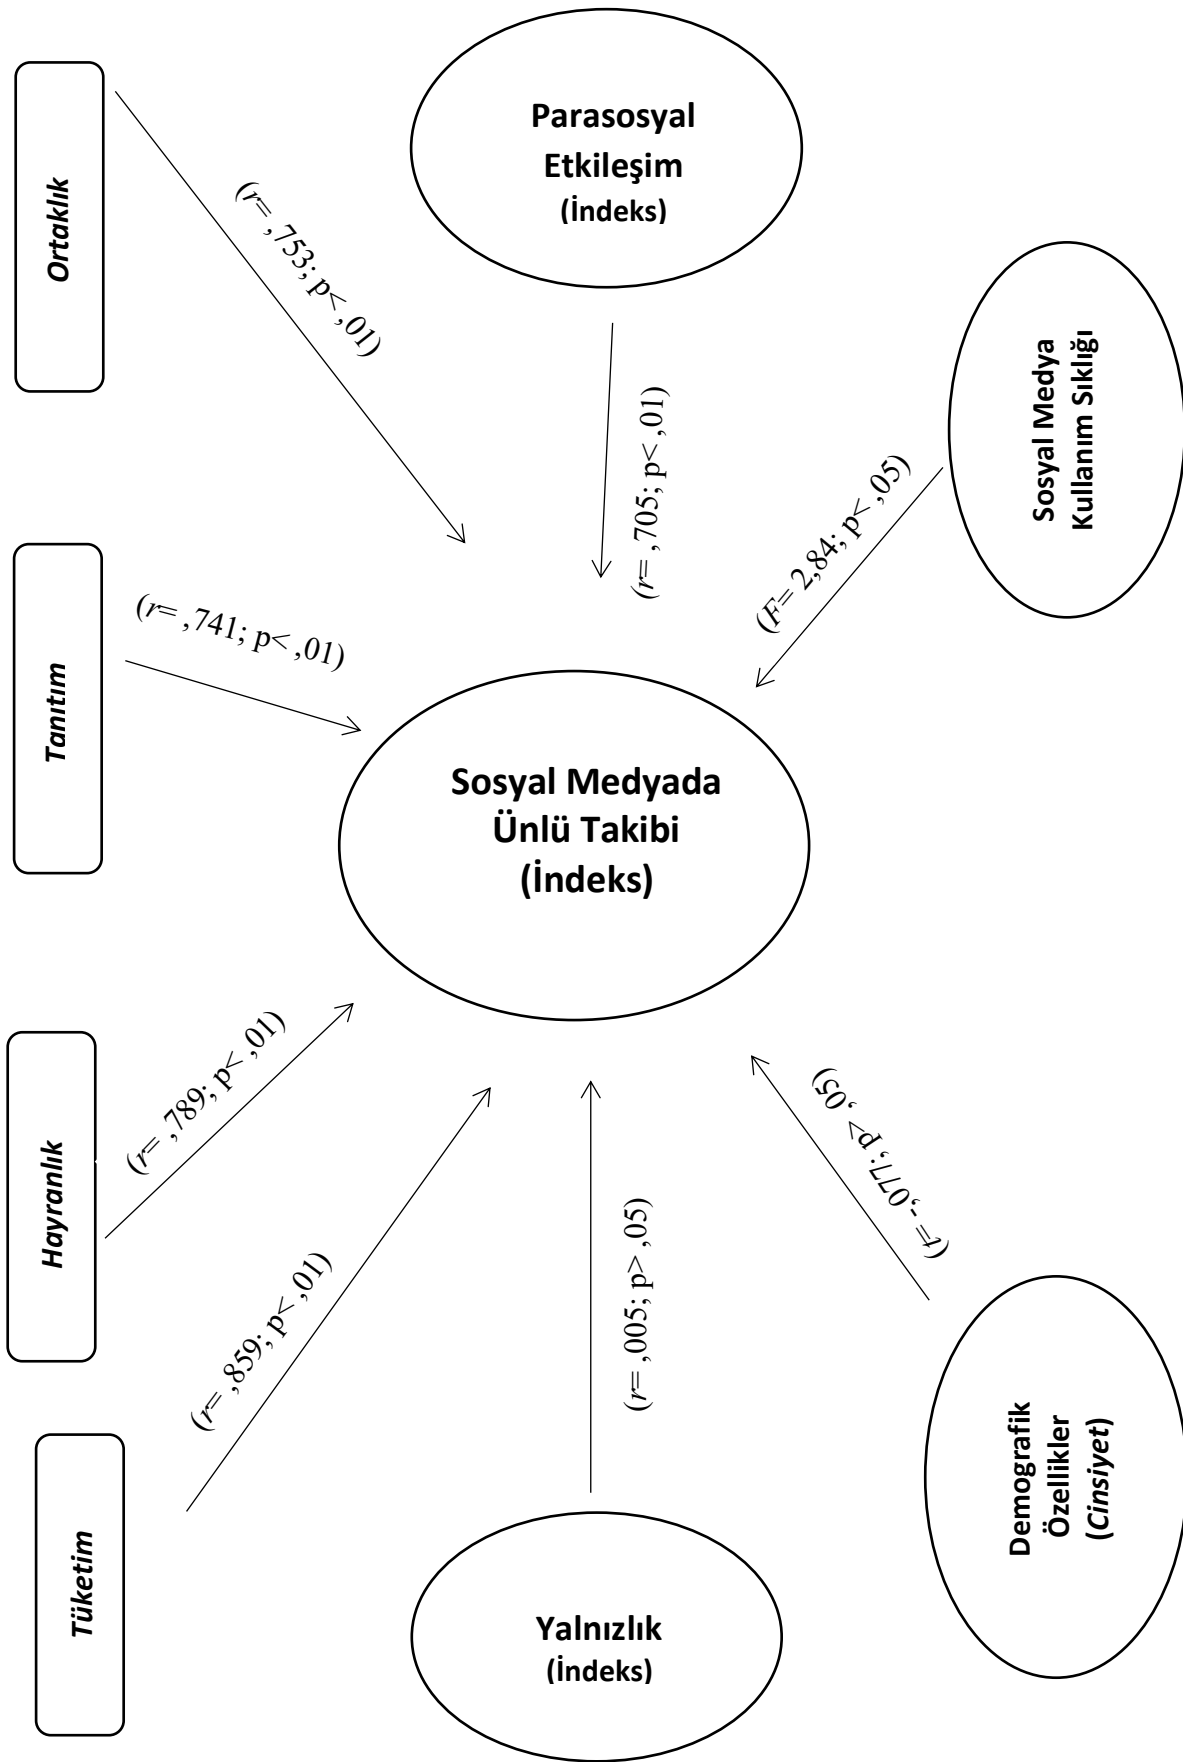 Ortaklık
(r= ,753; p< ,01)
Parasosyal
Etkileşim
(İndeks)
(r= ,705; p< ,01)
Sosyal Medya
Kullanım Sıklığı
(F= 2,84; p< ,05)
Tanıtım
(r= ,741; p< ,01)
Sosyal Medyada
Ünlü Takibi
(İndeks)
Hayranlık
(r= ,789; p< ,01)
Tüketim
(r= ,859; p< ,01)
Yalnızlık
(İndeks)
(r= ,005; p> ,05)
Demografik
Özellikler
(Cinsiyet)
(t= -,077; p> ,05)